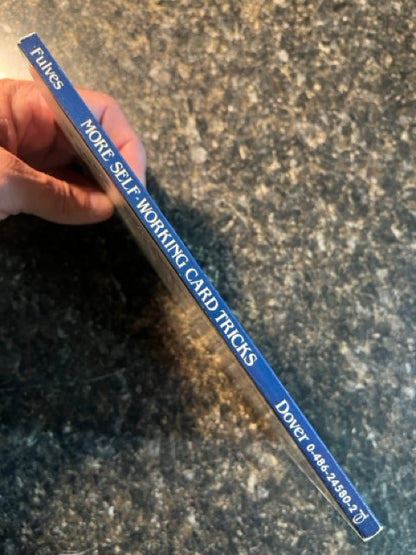 Fulves MORE SELF-WORKING CARD TRICKS Dover 0-486-24580-2